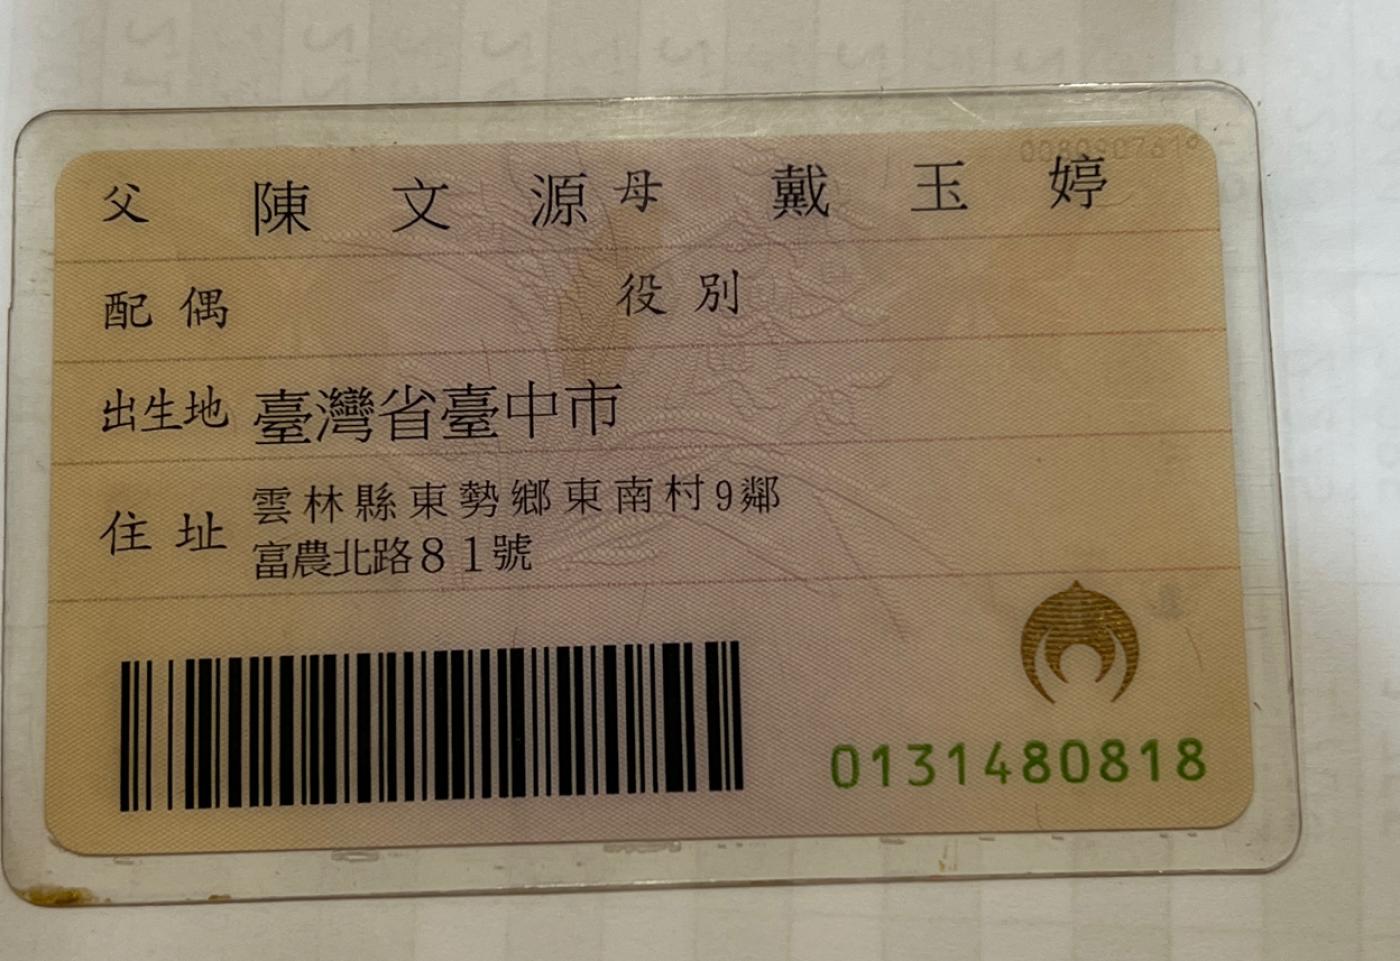 父 陳文源 母 戴玉婷
配偶 役別
出生地 臺灣省臺中市
住址 雲林縣東勢鄉東南村9鄰
富農北路81號
0131480818